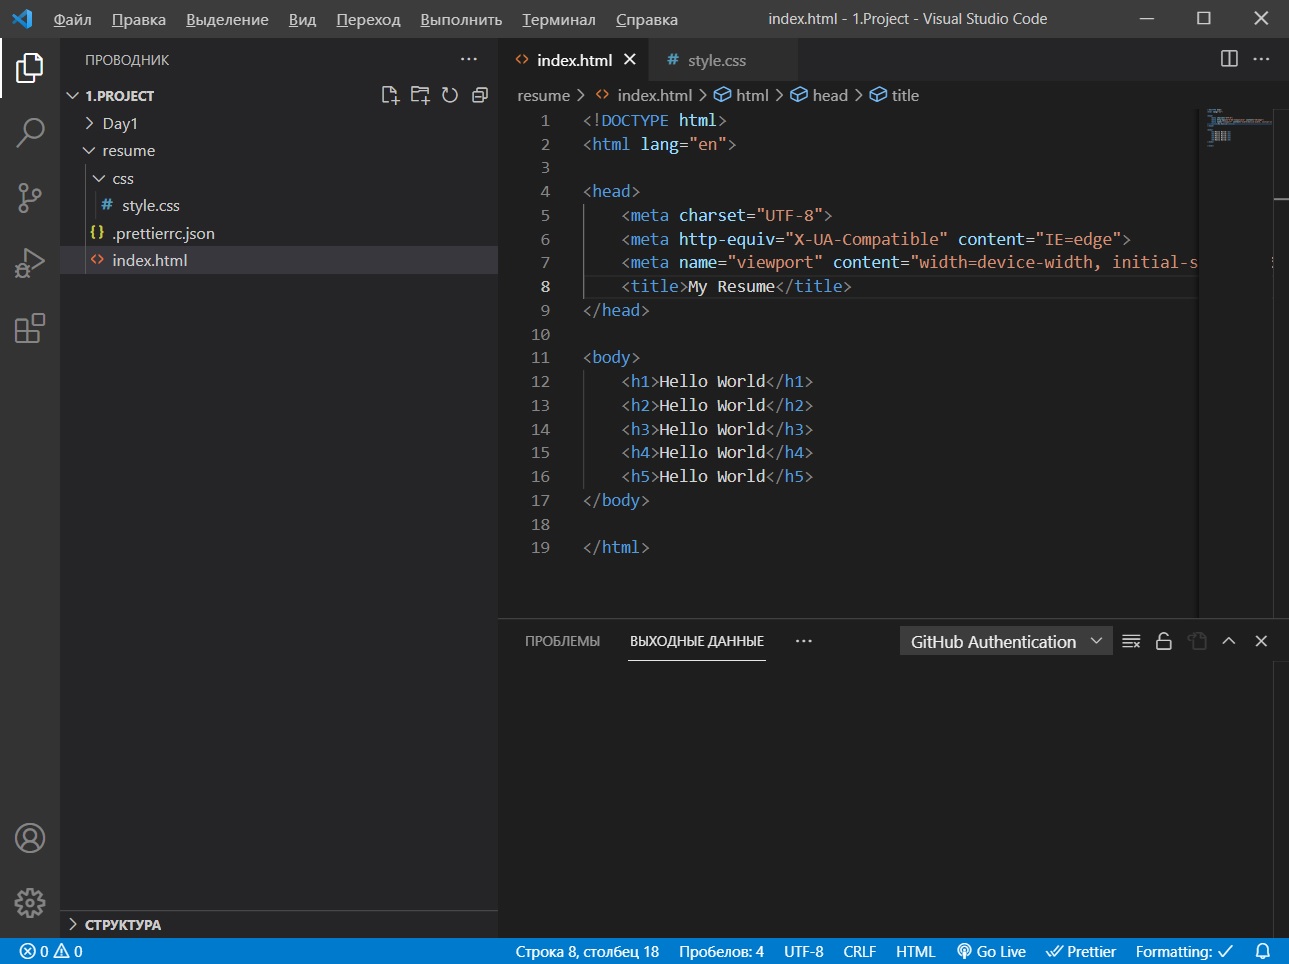 Файл Правка Выделение Вид Переход Выполнить Терминал Справка index.html - 1.Project - Visual Studio Code
ПРОВОДНИК
1.PROJECT
Day1
resume
css
# style.css
{} .prettierrc.json
<> index.html
СТРУКТУРА
<> index.html # style.css
resume > <> index.html > html > head > title
1 <!DOCTYPE html>
2 <html lang="en">
3
4 <head>
5 <meta charset="UTF-8">
6 <meta http-equiv="X-UA-Compatible" content="IE=edge">
7 <meta name="viewport" content="width=device-width, initial-s
8 <title>My Resume</title>
9 </head>
10
11 <body>
12 <h1>Hello World</h1>
13 <h2>Hello World</h2>
14 <h3>Hello World</h3>
15 <h4>Hello World</h4>
16 <h5>Hello World</h5>
17 </body>
18
19 </html>
ПРОБЛЕМЫ ВЫХОДНЫЕ ДАННЫЕ GitHub Authentication
0 0 Строка 8, столбец 18 Пробелов: 4 UTF-8 CRLF HTML Go Live Prettier Formatting: ✓